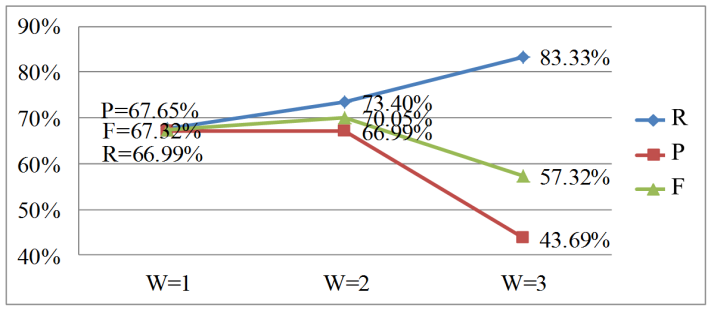 90%
80%
70%
60%
50%
40%
P=67.65%
F=67.32%
R=66.99%
73.40%
70.05%
66.99%
83.33%
57.32%
43.69%
W=1
W=2
W=3
R
P
F